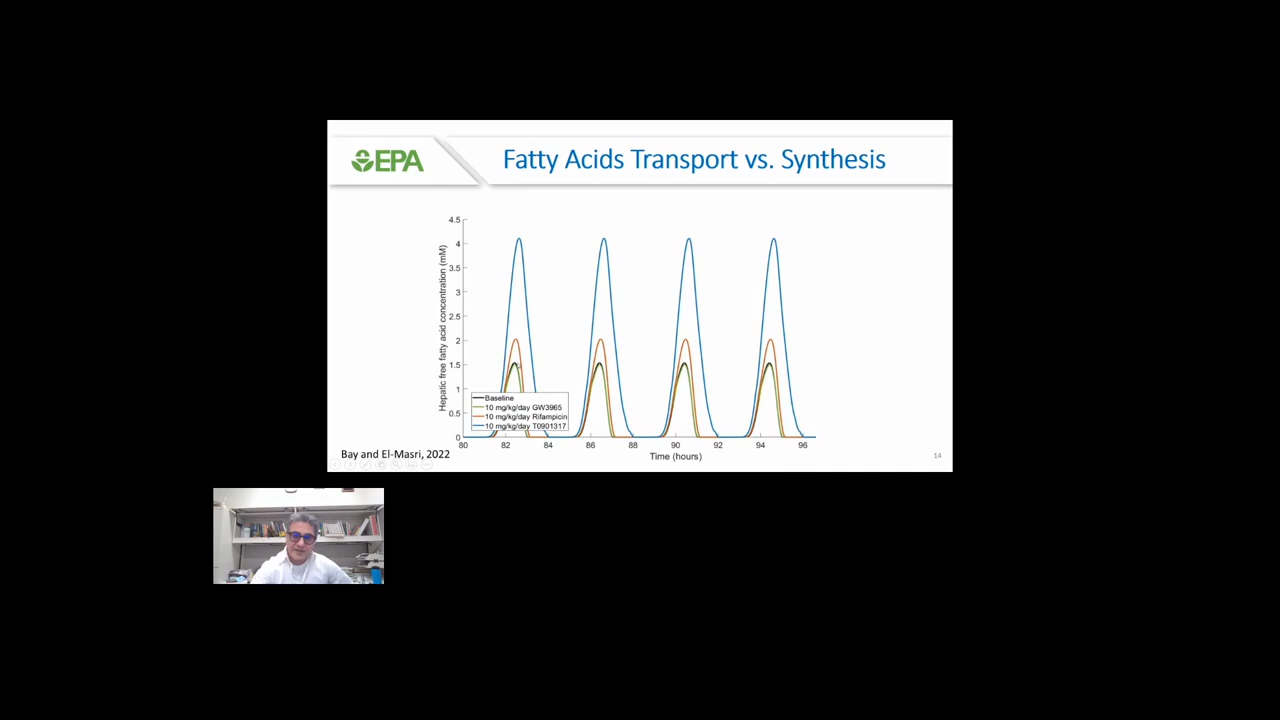 EPA
Fatty Acids Transport vs. Synthesis
Hepatic free fatty acid concentration (mM)
4.5
4
3.5
3
2.5
2
1.5
1
0.5
0
Baseline
10 mg/kg/day GW3965
10 mg/kg/day Rifampicin
10 mg/kg/day T0901317
80 82 84 86 88 90 92 94 96
Time (hours)
Bay and El-Masri, 2022
14